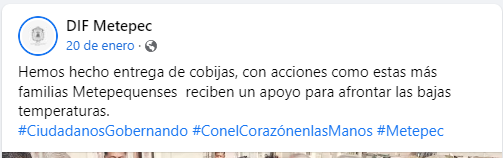 DIF Metepec
20 de enero ·
Hemos hecho entrega de cobijas, con acciones como estas más
familias Metepequenses  reciben un apoyo para afrontar las bajas
temperaturas.
#CiudadanosGobernando #ConelCorazónenlasManos #Metepec